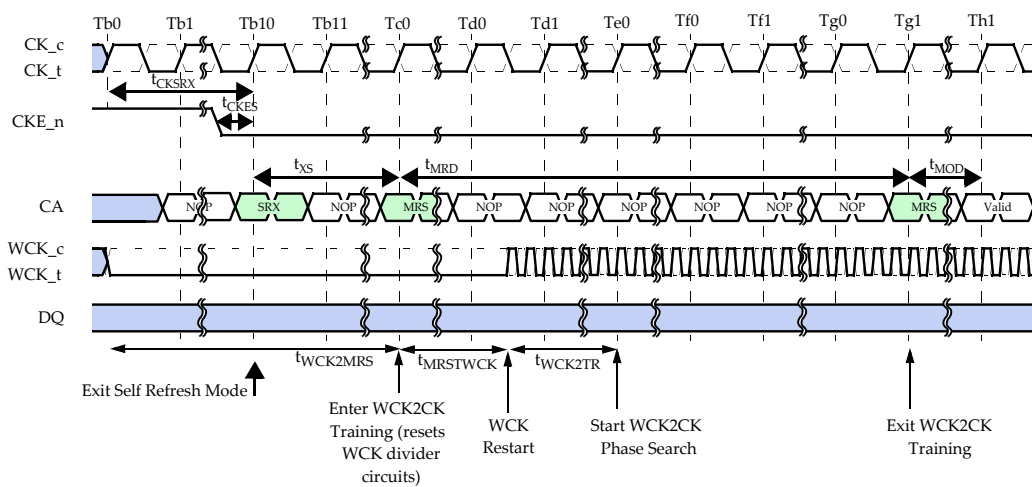 Tb0 Tb1 Tb10 Tb11 Tc0 Td0 Td1 Te0 Tf0 Tf1 Tg0 Tg1 Th1
CK_c
CK_t
tCKSRX
tCKES
CKE_n
tXS tMRD tMOD
CA NOP SRX NOP MRS NOP NOP NOP NOP NOP NOP MRS Valid
WCK_c
WCK_t
DQ
tWCK2MRS tMRSTWCK tWCK2TR
Exit Self Refresh Mode
Enter WCK2CK
Training (resets
WCK divider
circuits)
WCK
Restart
Start WCK2CK
Phase Search
Exit WCK2CK
Training